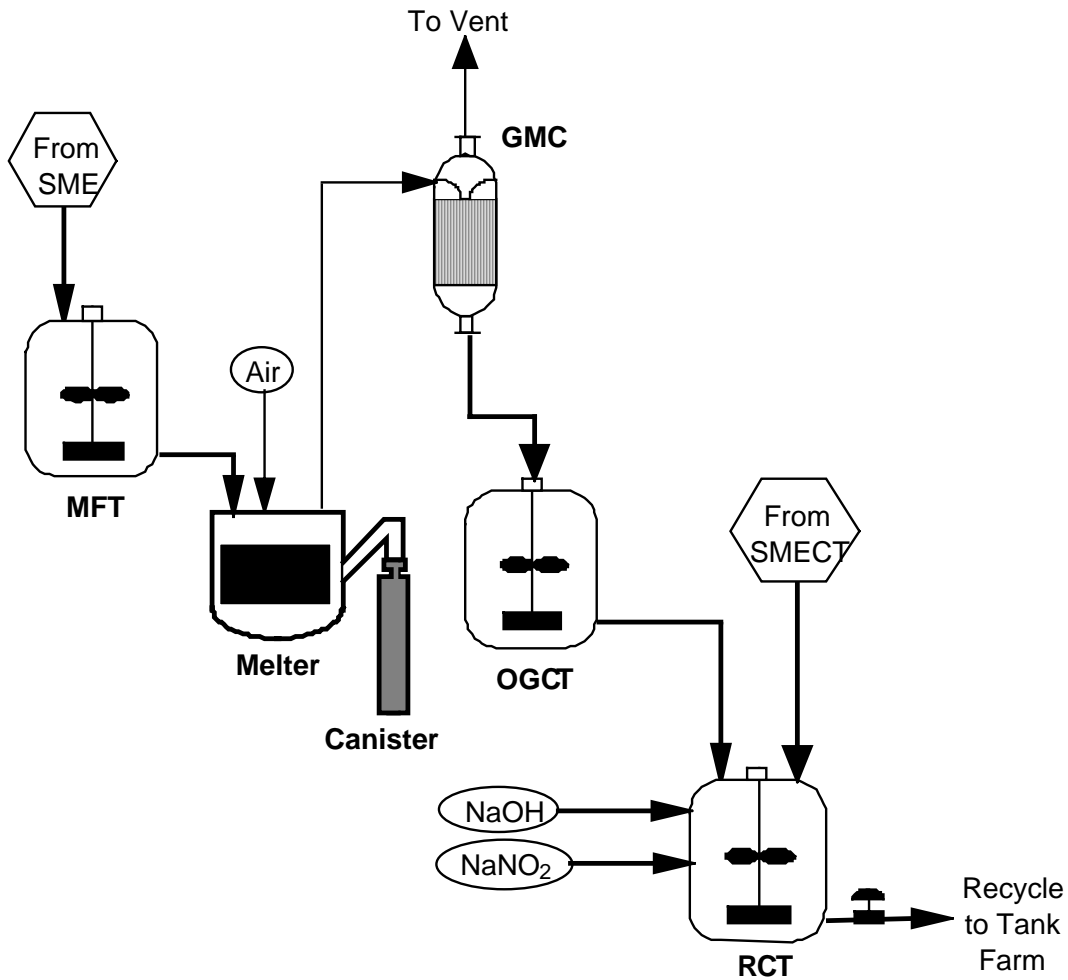 To Vent
GMC
From
SME
Air
MFT
From
SMECT
Melter
OGCT
Canister
NaOH
NaNO₂
Recycle
to Tank
Farm
RCT